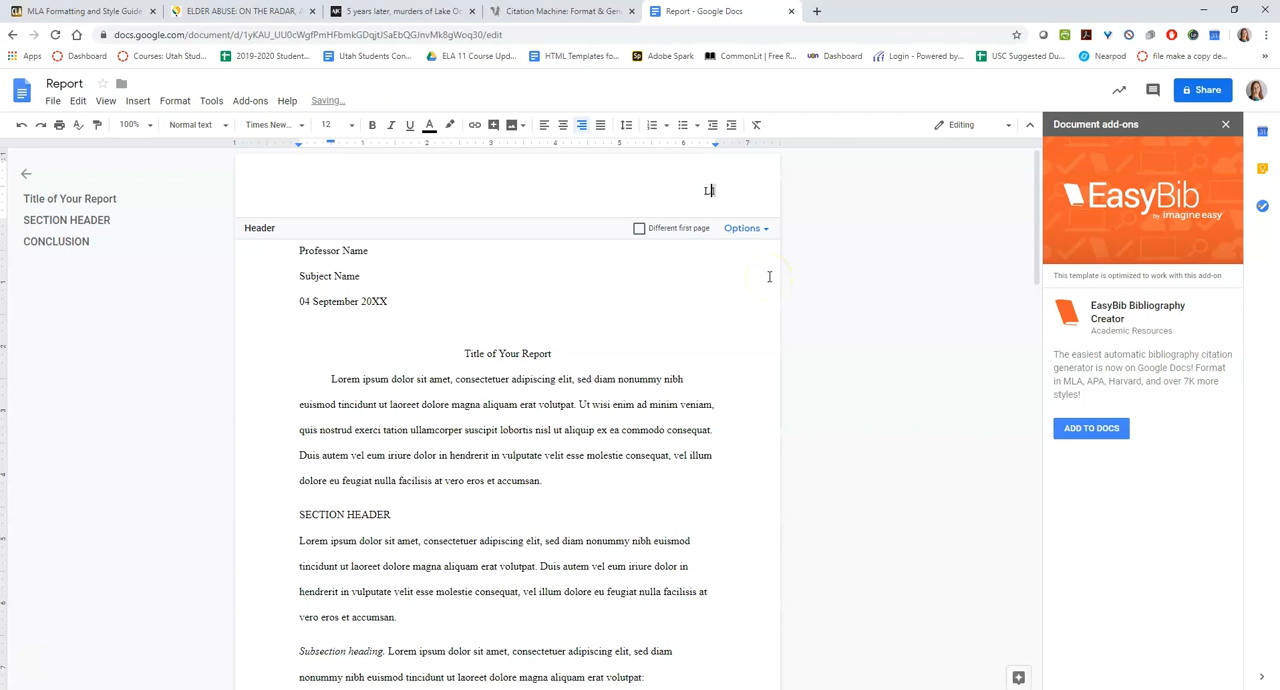 MLA Formatting and Style Guide
ELDER ABUSE: ON THE RADAR, A
5 years later, murders of Lake Oc
Citation Machine: Format & Gen
Report - Google Docs
docs.google.com/document/d/1yKAU_UU0cWgfPmHFbmkGDqjtUSaEbQGJnvMk8gWoq30/edit
Apps
Dashboard
Courses: Utah Stud...
2019-2020 Student...
Utah Students Con...
ELA 11 Course Upd...
HTML Templates fo...
Adobe Spark
CommonLit | Free R...
Dashboard
Login - Powered by...
USC Suggested Du...
Nearpod
file make a copy de...
Report
File Edit View Insert Format Tools Add-ons Help Saving...
Share
100% Normal text Times New... 12 Editing
Document add-ons
Title of Your Report
SECTION HEADER
CONCLUSION
Header
Different first page
Options
Professor Name
Subject Name
04 September 20XX
Title of Your Report
Lorem ipsum dolor sit amet, consectetuer adipiscing elit, sed diam nonummy nibh
euismod tincidunt ut laoreet dolore magna aliquam erat volutpat. Ut wisi enim ad minim veniam,
quis nostrud exerci tation ullamcorper suscipit lobortis nisl ut aliquip ex ea commodo consequat.
Duis autem vel eum iriure dolor in hendrerit in vulputate velit esse molestie consequat, vel illum
dolore eu feugiat nulla facilisis at vero eros et accumsan.
SECTION HEADER
Lorem ipsum dolor sit amet, consectetuer adipiscing elit, sed diam nonummy nibh euismod
tincidunt ut laoreet dolore magna aliquam erat volutpat. Duis autem vel eum iriure dolor in
hendrerit in vulputate velit esse molestie consequat, vel illum dolore eu feugiat nulla facilisis at
vero eros et accumsan.
Subsection heading. Lorem ipsum dolor sit amet, consectetuer adipiscing elit, sed diam
nonummy nibh euismod tincidunt ut laoreet dolore magna aliquam erat volutpat:
EasyBib
by imagine easy
This template is optimized to work with this add-on
EasyBib Bibliography
Creator
Academic Resources
The easiest automatic bibliography citation
generator is now on Google Docs! Format
in MLA, APA, Harvard, and over 7K more
styles!
ADD TO DOCS